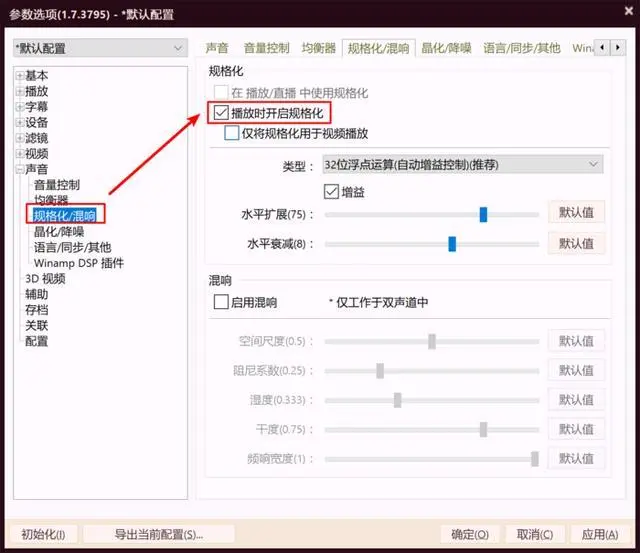 参数选项(1.7.3795) - *默认配置
*默认配置
声音 音量控制 均衡器 规格化/混响 晶化/降噪 语言/同步/其他 Winam
基本
播放
字幕
设备
滤镜
视频
声音
音量控制
均衡器
规格化/混响
晶化/降噪
语言/同步/其他
Winamp DSP 插件
3D 视频
辅助
存档
关联
配置
规格化
在 播放/直播 中使用规格化
播放时开启规格化
仅将规格化用于视频播放
类型： 32位浮点运算(自动增益控制)(推荐)
增益
水平扩展(75)： 默认值
水平衰减(8)： 默认值
混响
启用混响 * 仅工作于双声道中
空间尺度(0.5)： 默认值
阻尼系数(0.25)： 默认值
湿度(0.333)： 默认值
干度(0.75)： 默认值
频响宽度(1)： 默认值
初始化(I) 导出当前配置(S)... 确定(O) 取消(C) 应用(A)